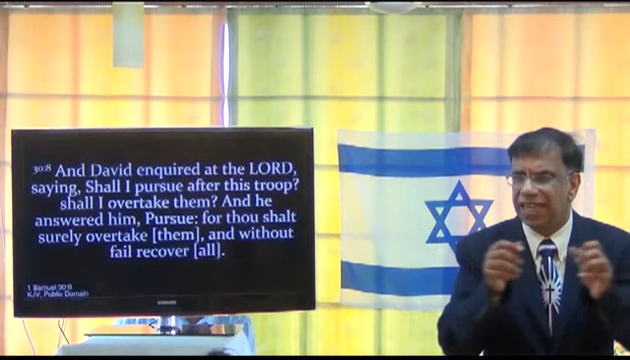 30:8 And David enquired at the LORD,
saying, Shall I pursue after this troop?
shall I overtake them? And he
answered him, Pursue: for thou shalt
surely overtake [them], and without
fail recover [all].
1 Samuel 30:8
KJV, Public Domain
SAMSUNG